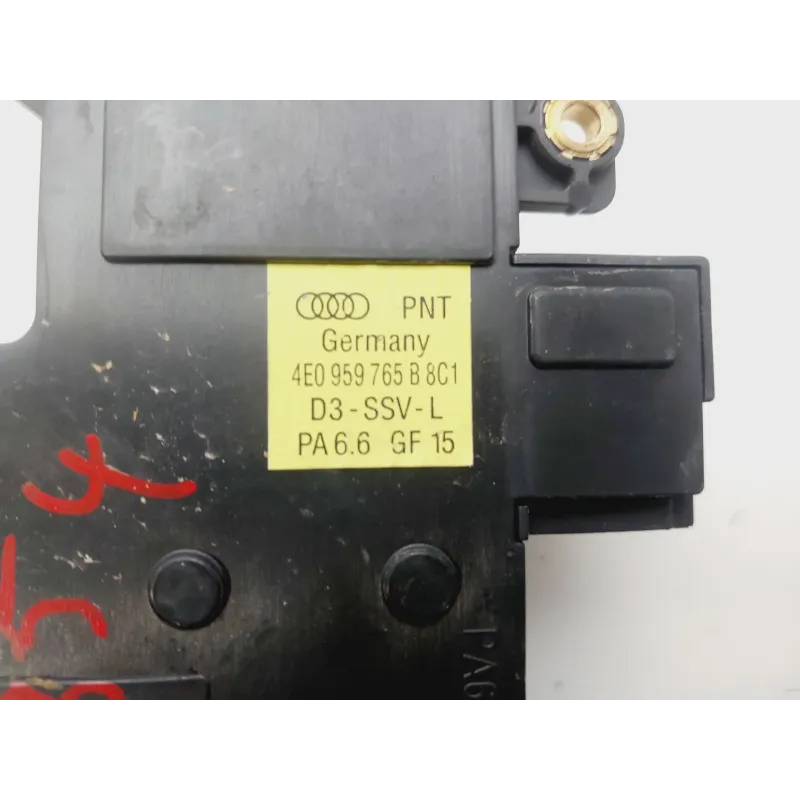 PNT
Germany
4E0 959 765 B 8C1
D3-SSV-L
PA 6.6 GF 15